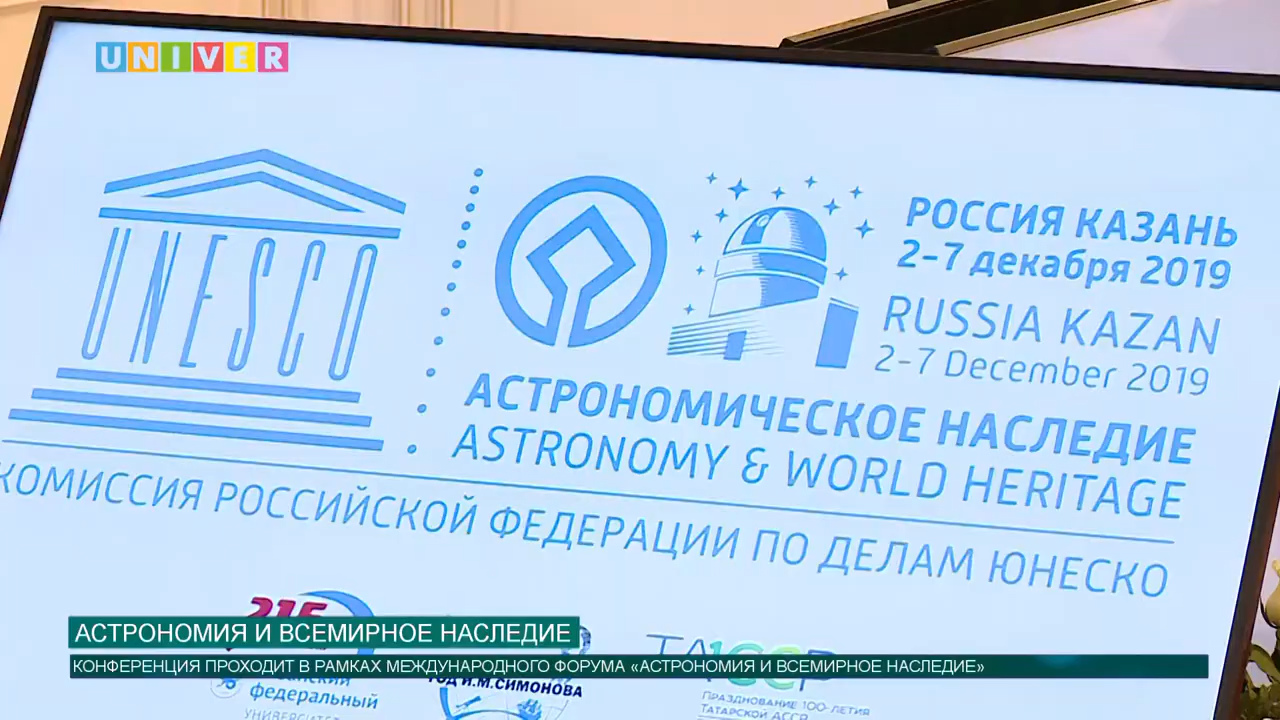 UNIVER
UNESCO
РОССИЯ КАЗАНЬ
2-7 декабря 2019
RUSSIA KAZAN
2-7 December 2019
АСТРОНОМИЧЕСКОЕ НАСЛЕДИЕ
ASTRONOMY & WORLD HERITAGE
КОМИССИЯ РОССИЙСКОЙ ФЕДЕРАЦИИ ПО ДЕЛАМ ЮНЕСКО
АСТРОНОМИЯ И ВСЕМИРНОЕ НАСЛЕДИЕ
КОНФЕРЕНЦИЯ ПРОХОДИТ В РАМКАХ МЕЖДУНАРОДНОГО ФОРУМА «АСТРОНОМИЯ И ВСЕМИРНОЕ НАСЛЕДИЕ»
федеральный
ГОД И.М.СИМОНОВА
ПРАЗДНОВАНИЕ 100-ЛЕТИЯ
ТАТАРСКОЙ АССР